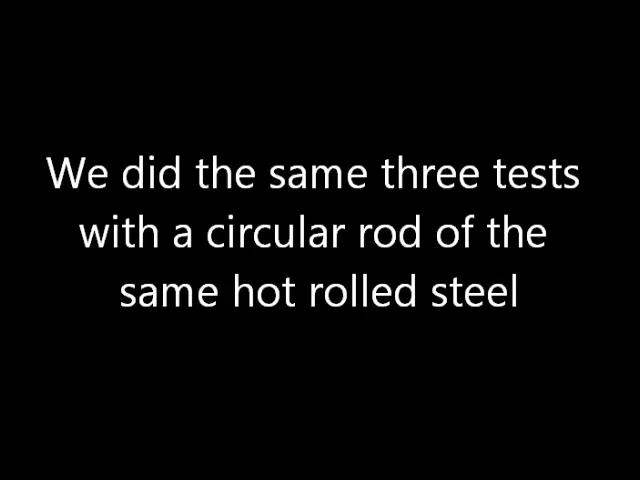 We did the same three tests
with a circular rod of the
same hot rolled steel